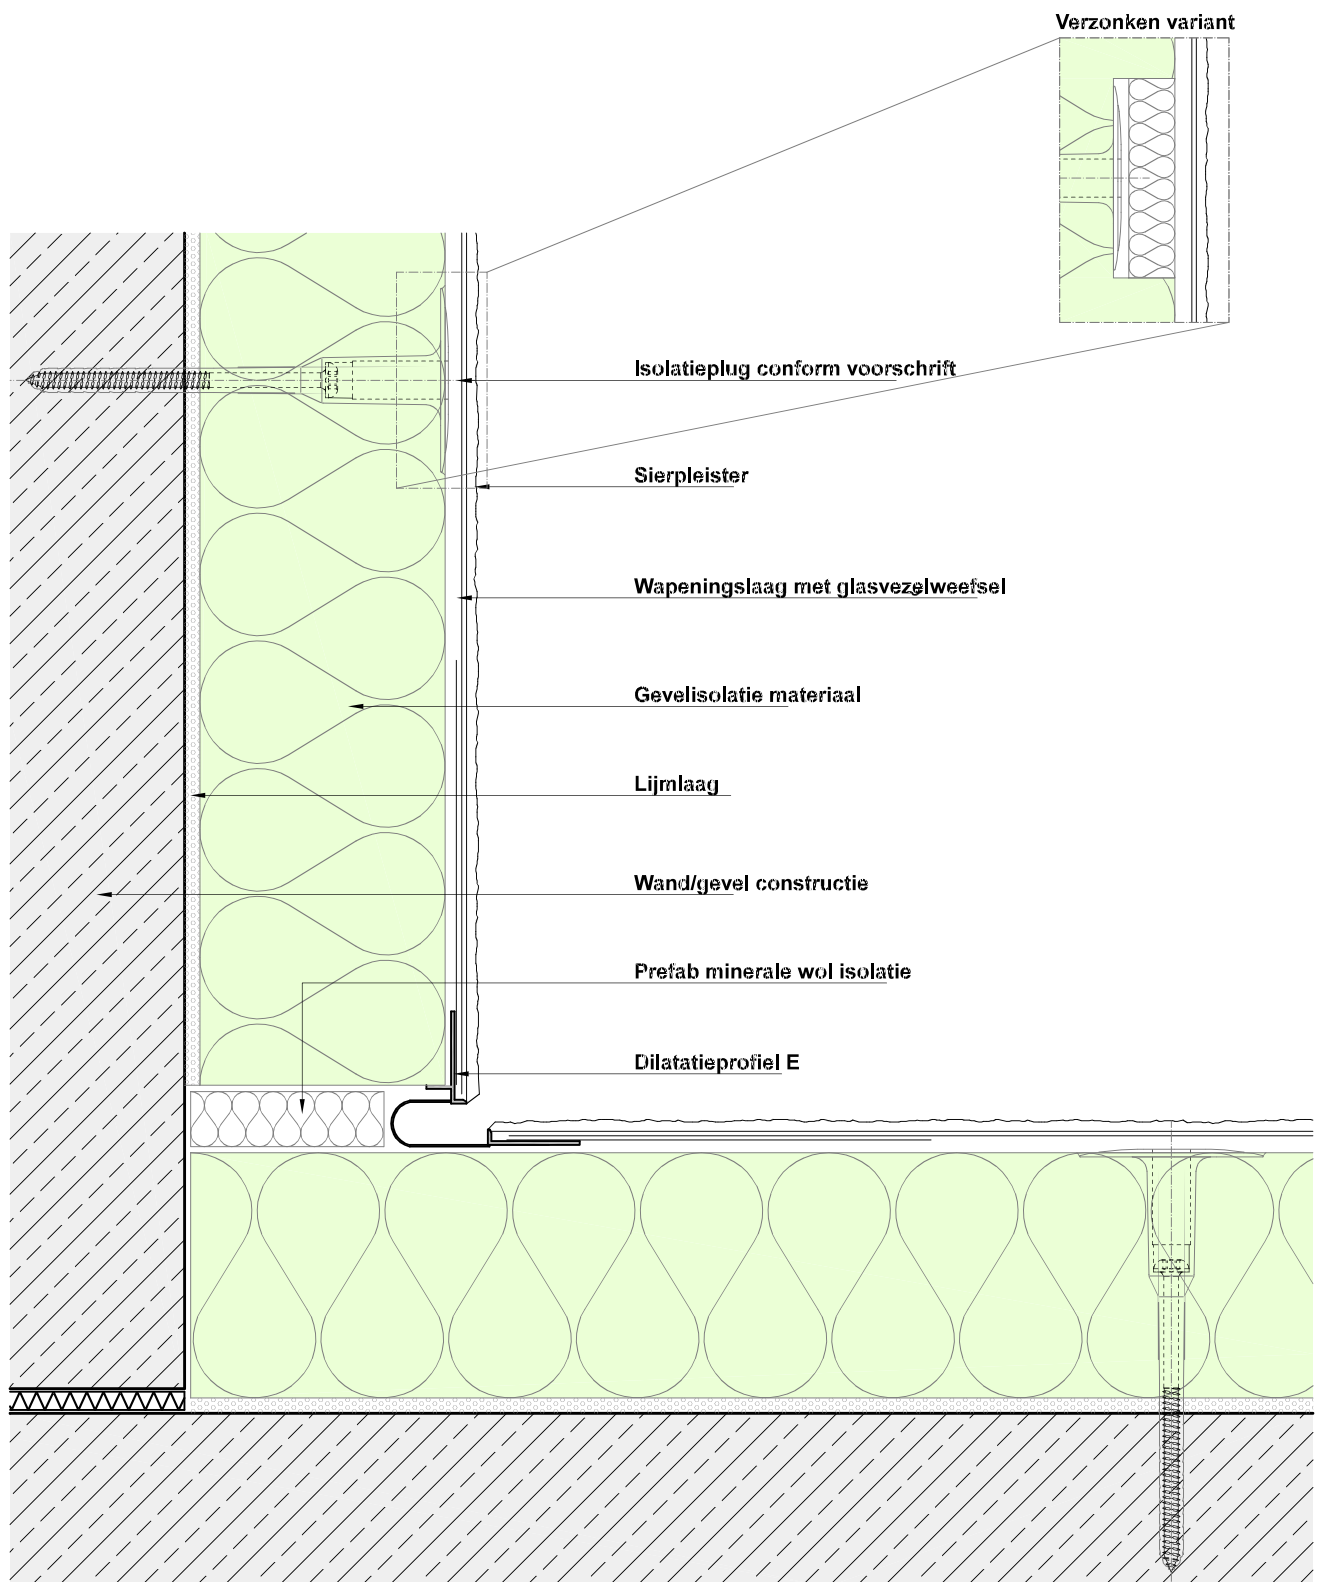 Verzonken variant
Isolatieplug conform voorschrift
Sierpleister
Wapeningslaag met glasvezelweefsel
Gevelisolatie materiaal
Lijmlaag
Wand/gevel constructie
Prefab minerale wol isolatie
Dilatatieprofiel E